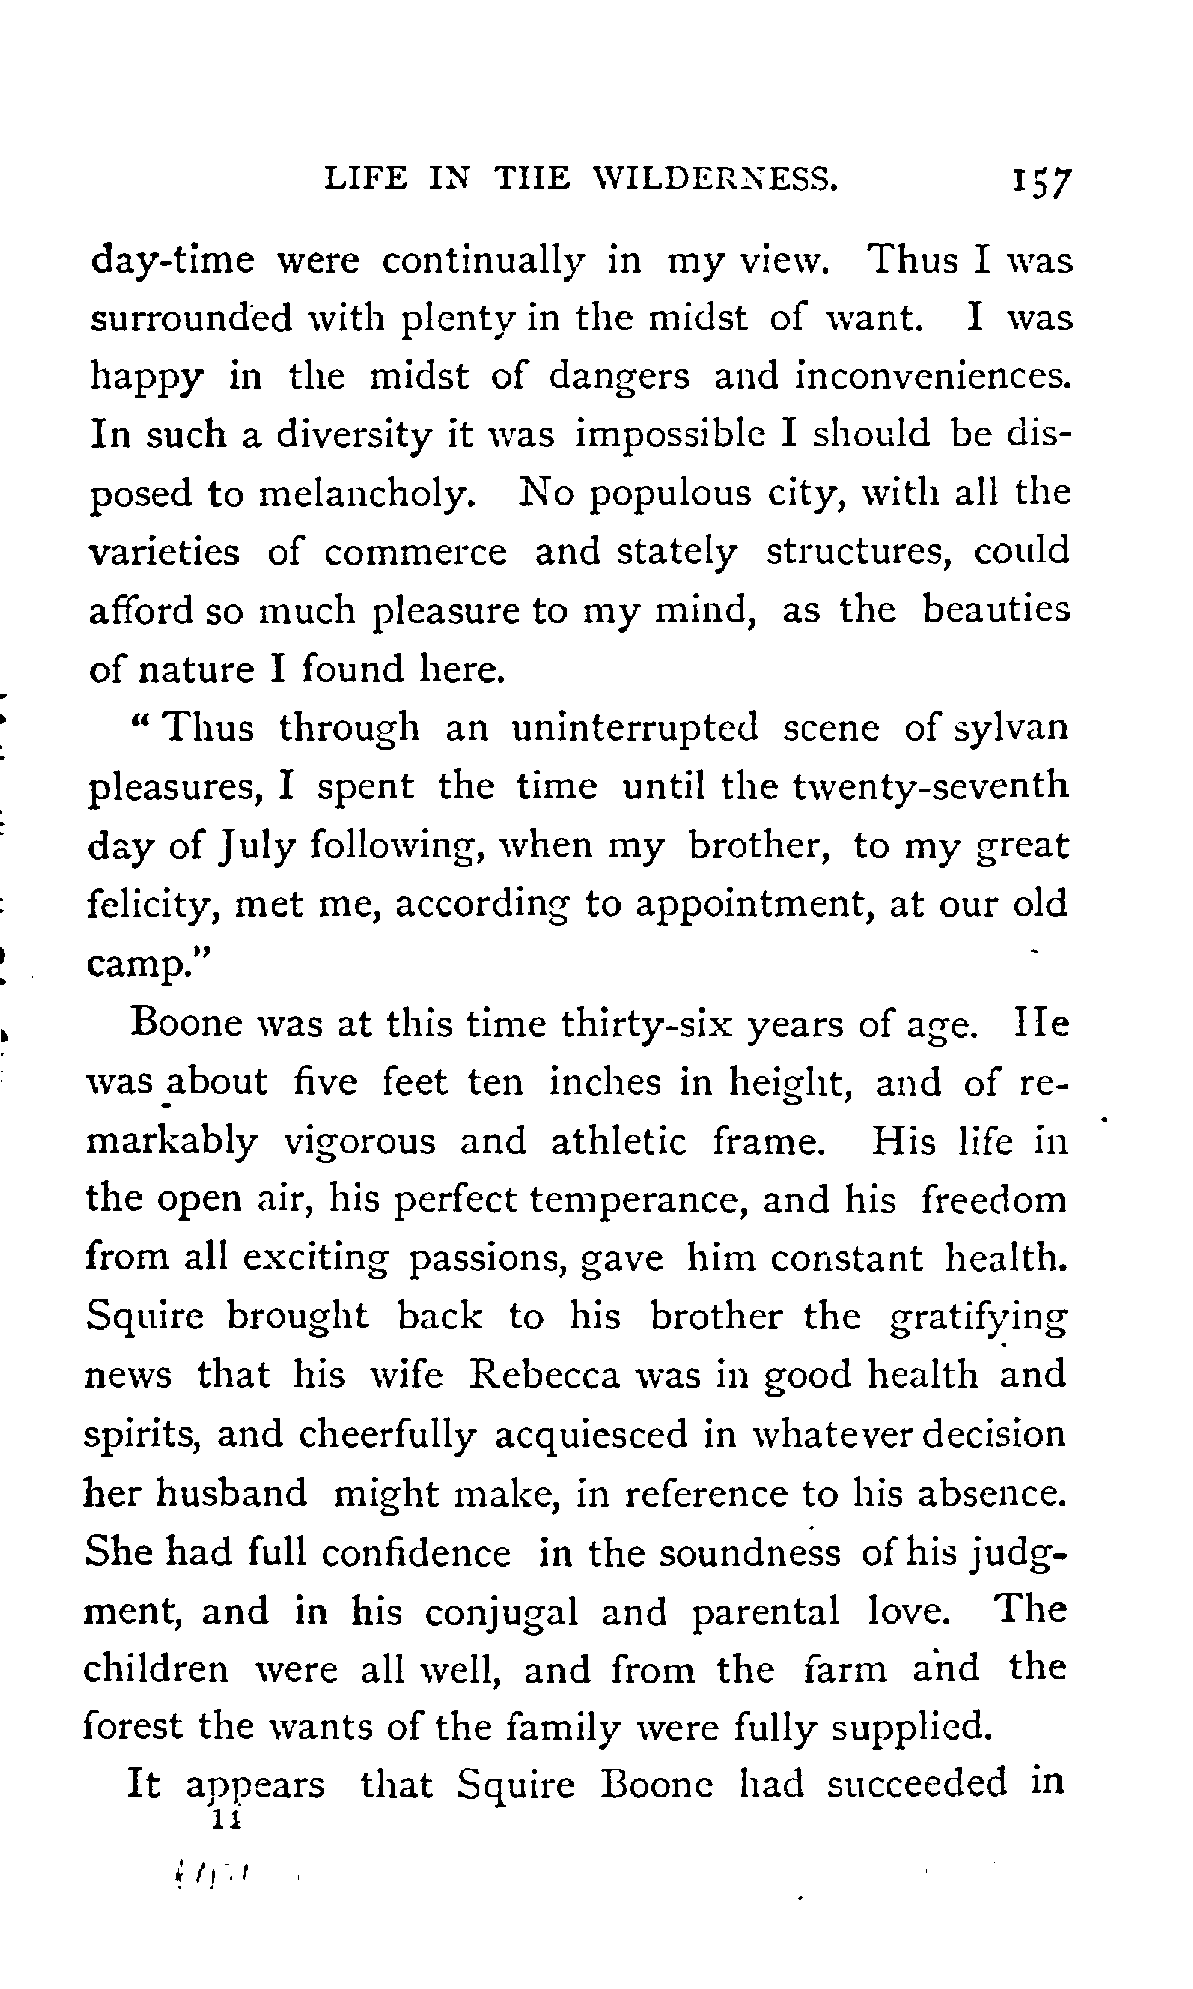 LIFE IN THE WILDERNESS. 157
day-time were continually in my view. Thus I was
surrounded with plenty in the midst of want. I was
happy in the midst of dangers and inconveniences.
In such a diversity it was impossible I should be dis-
posed to melancholy. No populous city, with all the
varieties of commerce and stately structures, could
afford so much pleasure to my mind, as the beauties
of nature I found here.
“ Thus through an uninterrupted scene of sylvan
pleasures, I spent the time until the twenty-seventh
day of July following, when my brother, to my great
felicity, met me, according to appointment, at our old
camp.”
Boone was at this time thirty-six years of age. He
was about five feet ten inches in height, and of re-
markably vigorous and athletic frame. His life in
the open air, his perfect temperance, and his freedom
from all exciting passions, gave him constant health.
Squire brought back to his brother the gratifying
news that his wife Rebecca was in good health and
spirits, and cheerfully acquiesced in whatever decision
her husband might make, in reference to his absence.
She had full confidence in the soundness of his judg-
ment, and in his conjugal and parental love. The
children were all well, and from the farm and the
forest the wants of the family were fully supplied.
It appears that Squire Boone had succeeded in
11